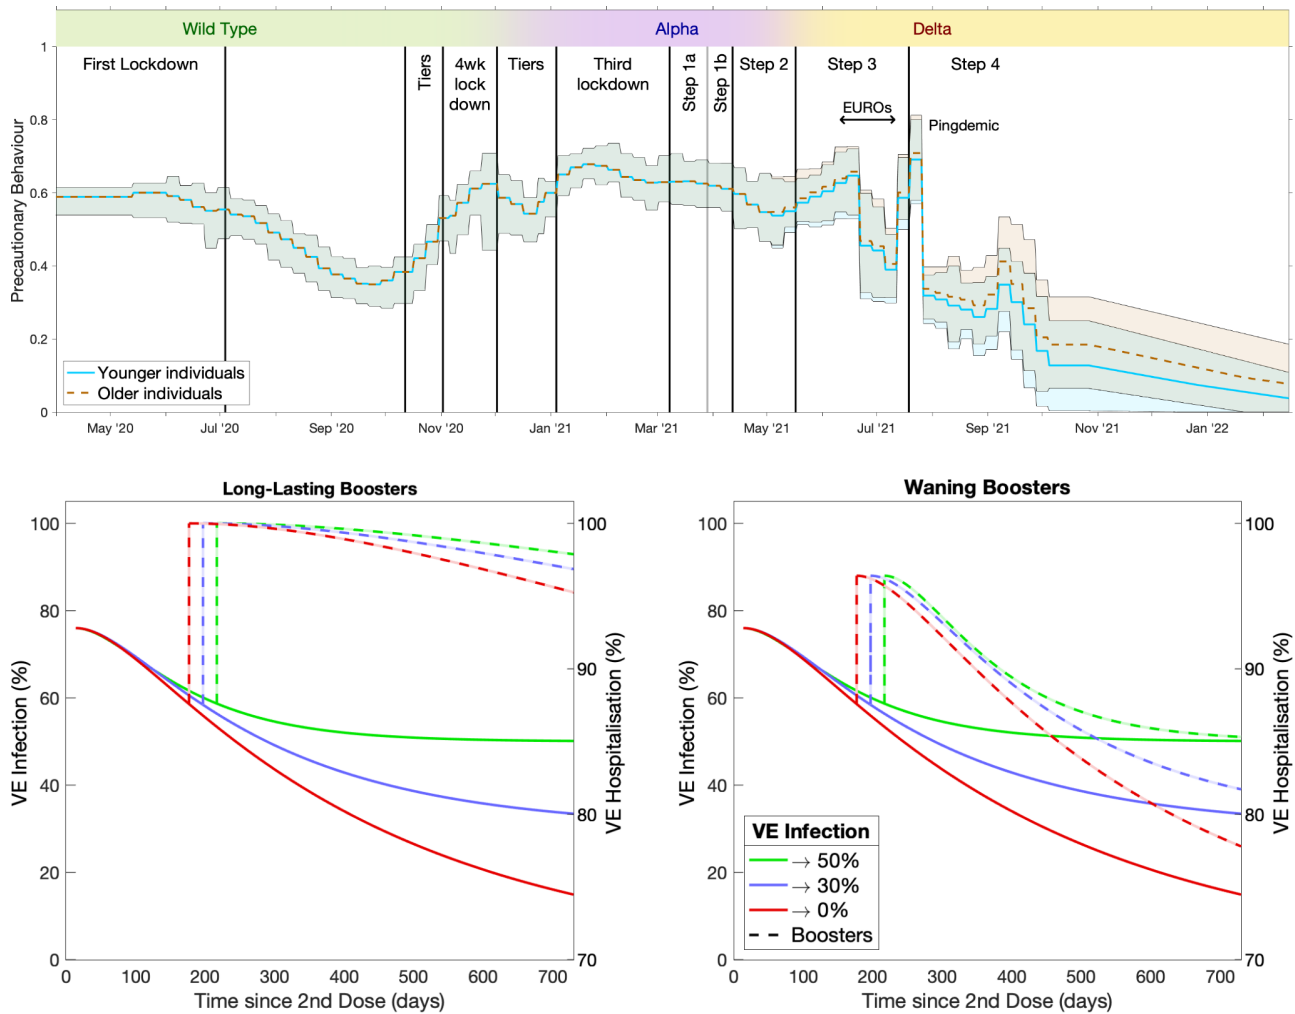 Wild Type
Alpha
Delta
First Lockdown
Tiers
4wk
lock
down
Tiers
Third
lockdown
Step 1a
Step 1b
Step 2
Step 3
EUROs
Step 4
Pingdemic
Precautionary Behaviour
1
0.8
0.6
0.4
0.2
0
Younger individuals
Older individuals
May '20
Jul '20
Sep '20
Nov '20
Jan '21
Mar '21
May '21
Jul '21
Sep '21
Nov '21
Jan '22
Long-Lasting Boosters
VE Infection (%)
100
80
60
40
20
0
100
90
80
70
VE Hospitalisation (%)
0
100
200
300
400
500
600
700
Time since 2nd Dose (days)
Waning Boosters
VE Infection (%)
100
80
60
40
20
0
100
90
80
70
VE Hospitalisation (%)
VE Infection
→ 50%
→ 30%
→ 0%
Boosters
0
100
200
300
400
500
600
700
Time since 2nd Dose (days)